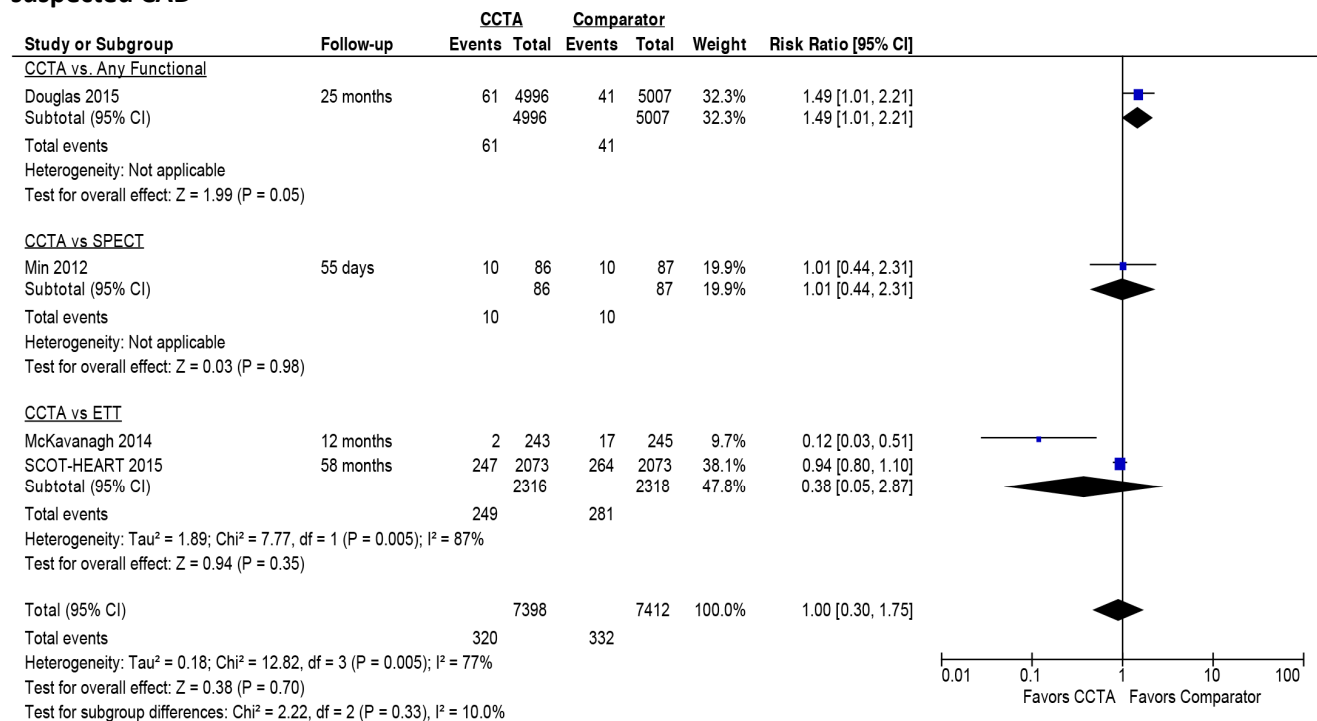 CCTA Comparator
Study or Subgroup Follow-up Events Total Events Total Weight Risk Ratio [95% CI]
CCTA vs. Any Functional
Douglas 2015 25 months 61 4996 41 5007 32.3% 1.49 [1.01, 2.21]
Subtotal (95% CI) 4996 5007 32.3% 1.49 [1.01, 2.21]
Total events 61 41
Heterogeneity: Not applicable
Test for overall effect: Z = 1.99 (P = 0.05)
CCTA vs SPECT
Min 2012 55 days 10 86 10 87 19.9% 1.01 [0.44, 2.31]
Subtotal (95% CI) 86 87 19.9% 1.01 [0.44, 2.31]
Total events 10 10
Heterogeneity: Not applicable
Test for overall effect: Z = 0.03 (P = 0.98)
CCTA vs ETT
McKavanagh 2014 12 months 2 243 17 245 9.7% 0.12 [0.03, 0.51]
SCOT-HEART 2015 58 months 247 2073 264 2073 38.1% 0.94 [0.80, 1.10]
Subtotal (95% CI) 2316 2318 47.8% 0.38 [0.05, 2.87]
Total events 249 281
Heterogeneity: Tau² = 1.89; Chi² = 7.77, df = 1 (P = 0.005); I² = 87%
Test for overall effect: Z = 0.94 (P = 0.35)
Total (95% CI) 7398 7412 100.0% 1.00 [0.30, 1.75]
Total events 320 332
Heterogeneity: Tau² = 0.18; Chi² = 12.82, df = 3 (P = 0.005); I² = 77%
Test for overall effect: Z = 0.38 (P = 0.70)
Test for subgroup differences: Chi² = 2.22, df = 2 (P = 0.33), I² = 10.0%
0.01 0.1 1 10 100
Favors CCTA Favors Comparator